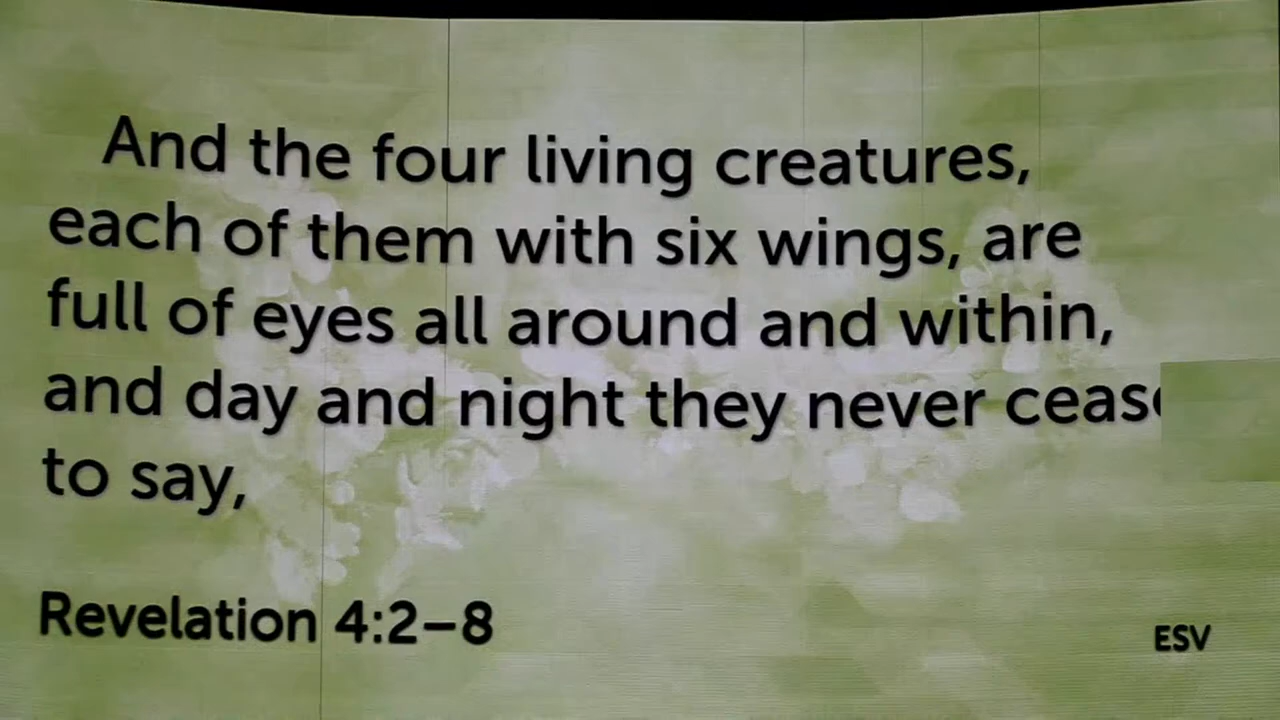 And the four living creatures,
each of them with six wings, are
full of eyes all around and within,
and day and night they never cease
to say,
Revelation 4:2–8
ESV